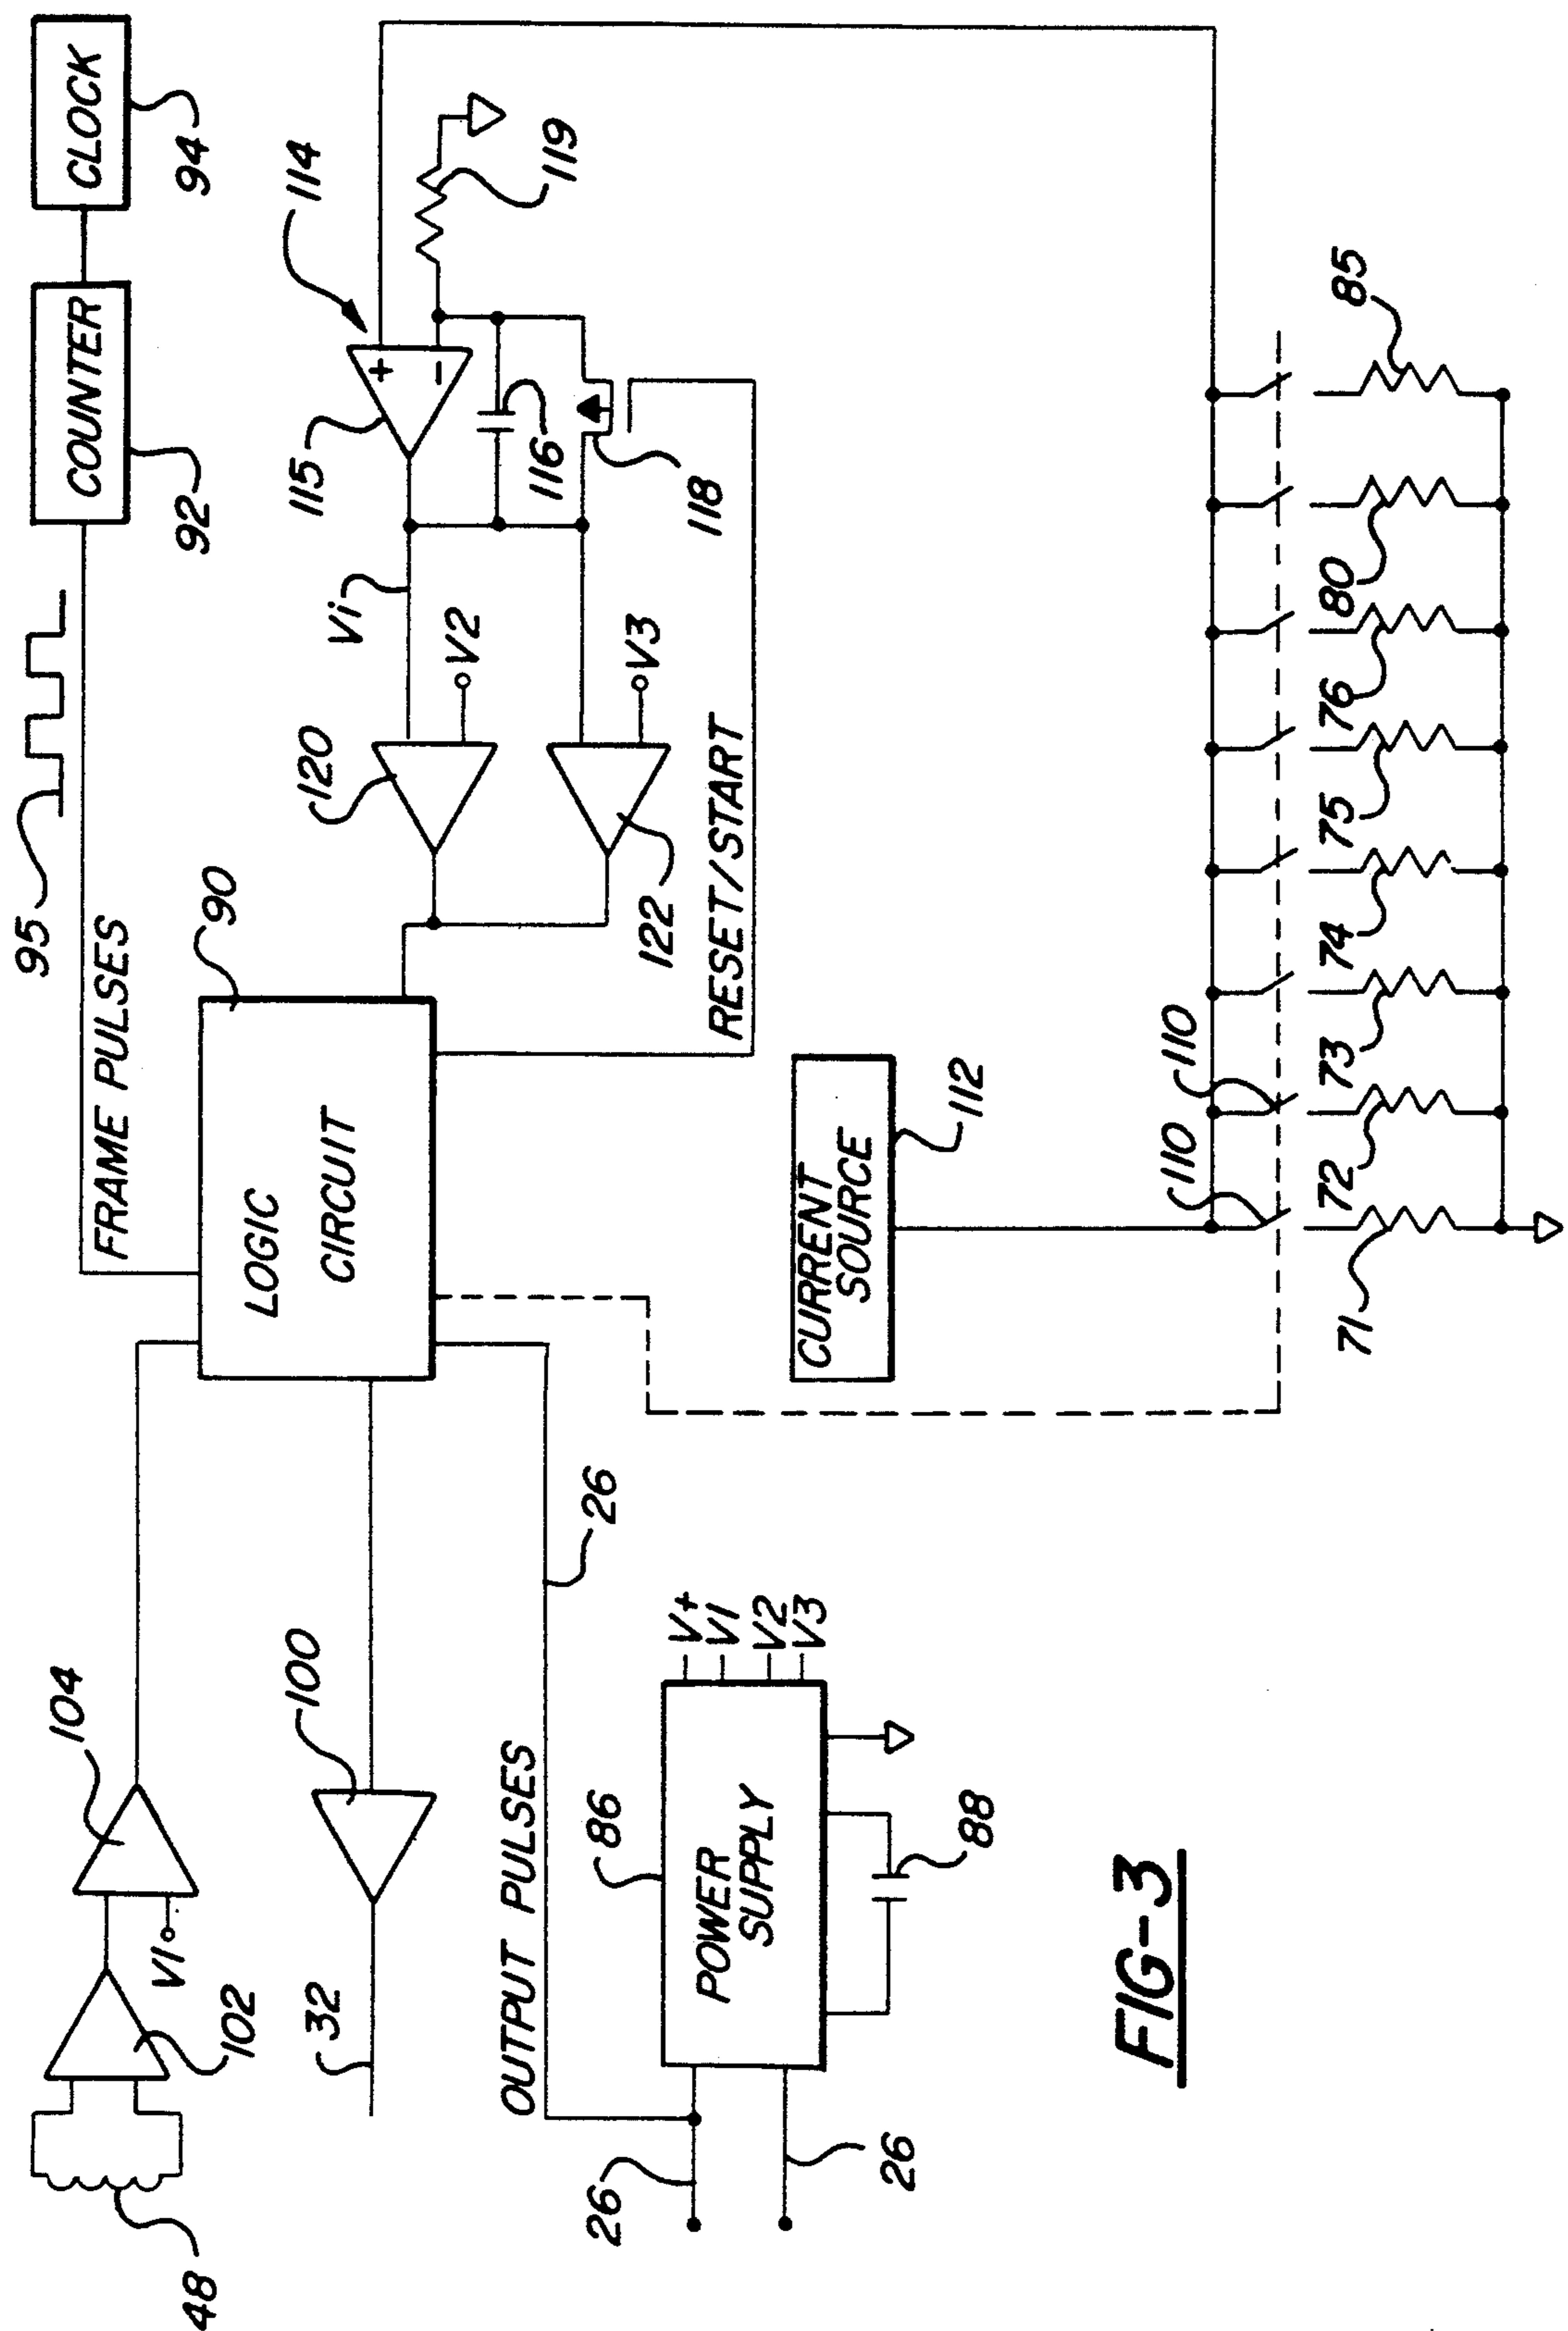 48
102
104
V1
32
100
95
FRAME PULSES
COUNTER
92
CLOCK
94
90
LOGIC
CIRCUIT
120
122
Vi
V2
V3
115
114
116
118
119
RESET/START
OUTPUT PULSES
26
86
POWER
SUPPLY
V+
V1
V2
V3
88
26
26
CURRENT
SOURCE
112
110
110
71
72
73
74
75
76
80
85
FIG-3